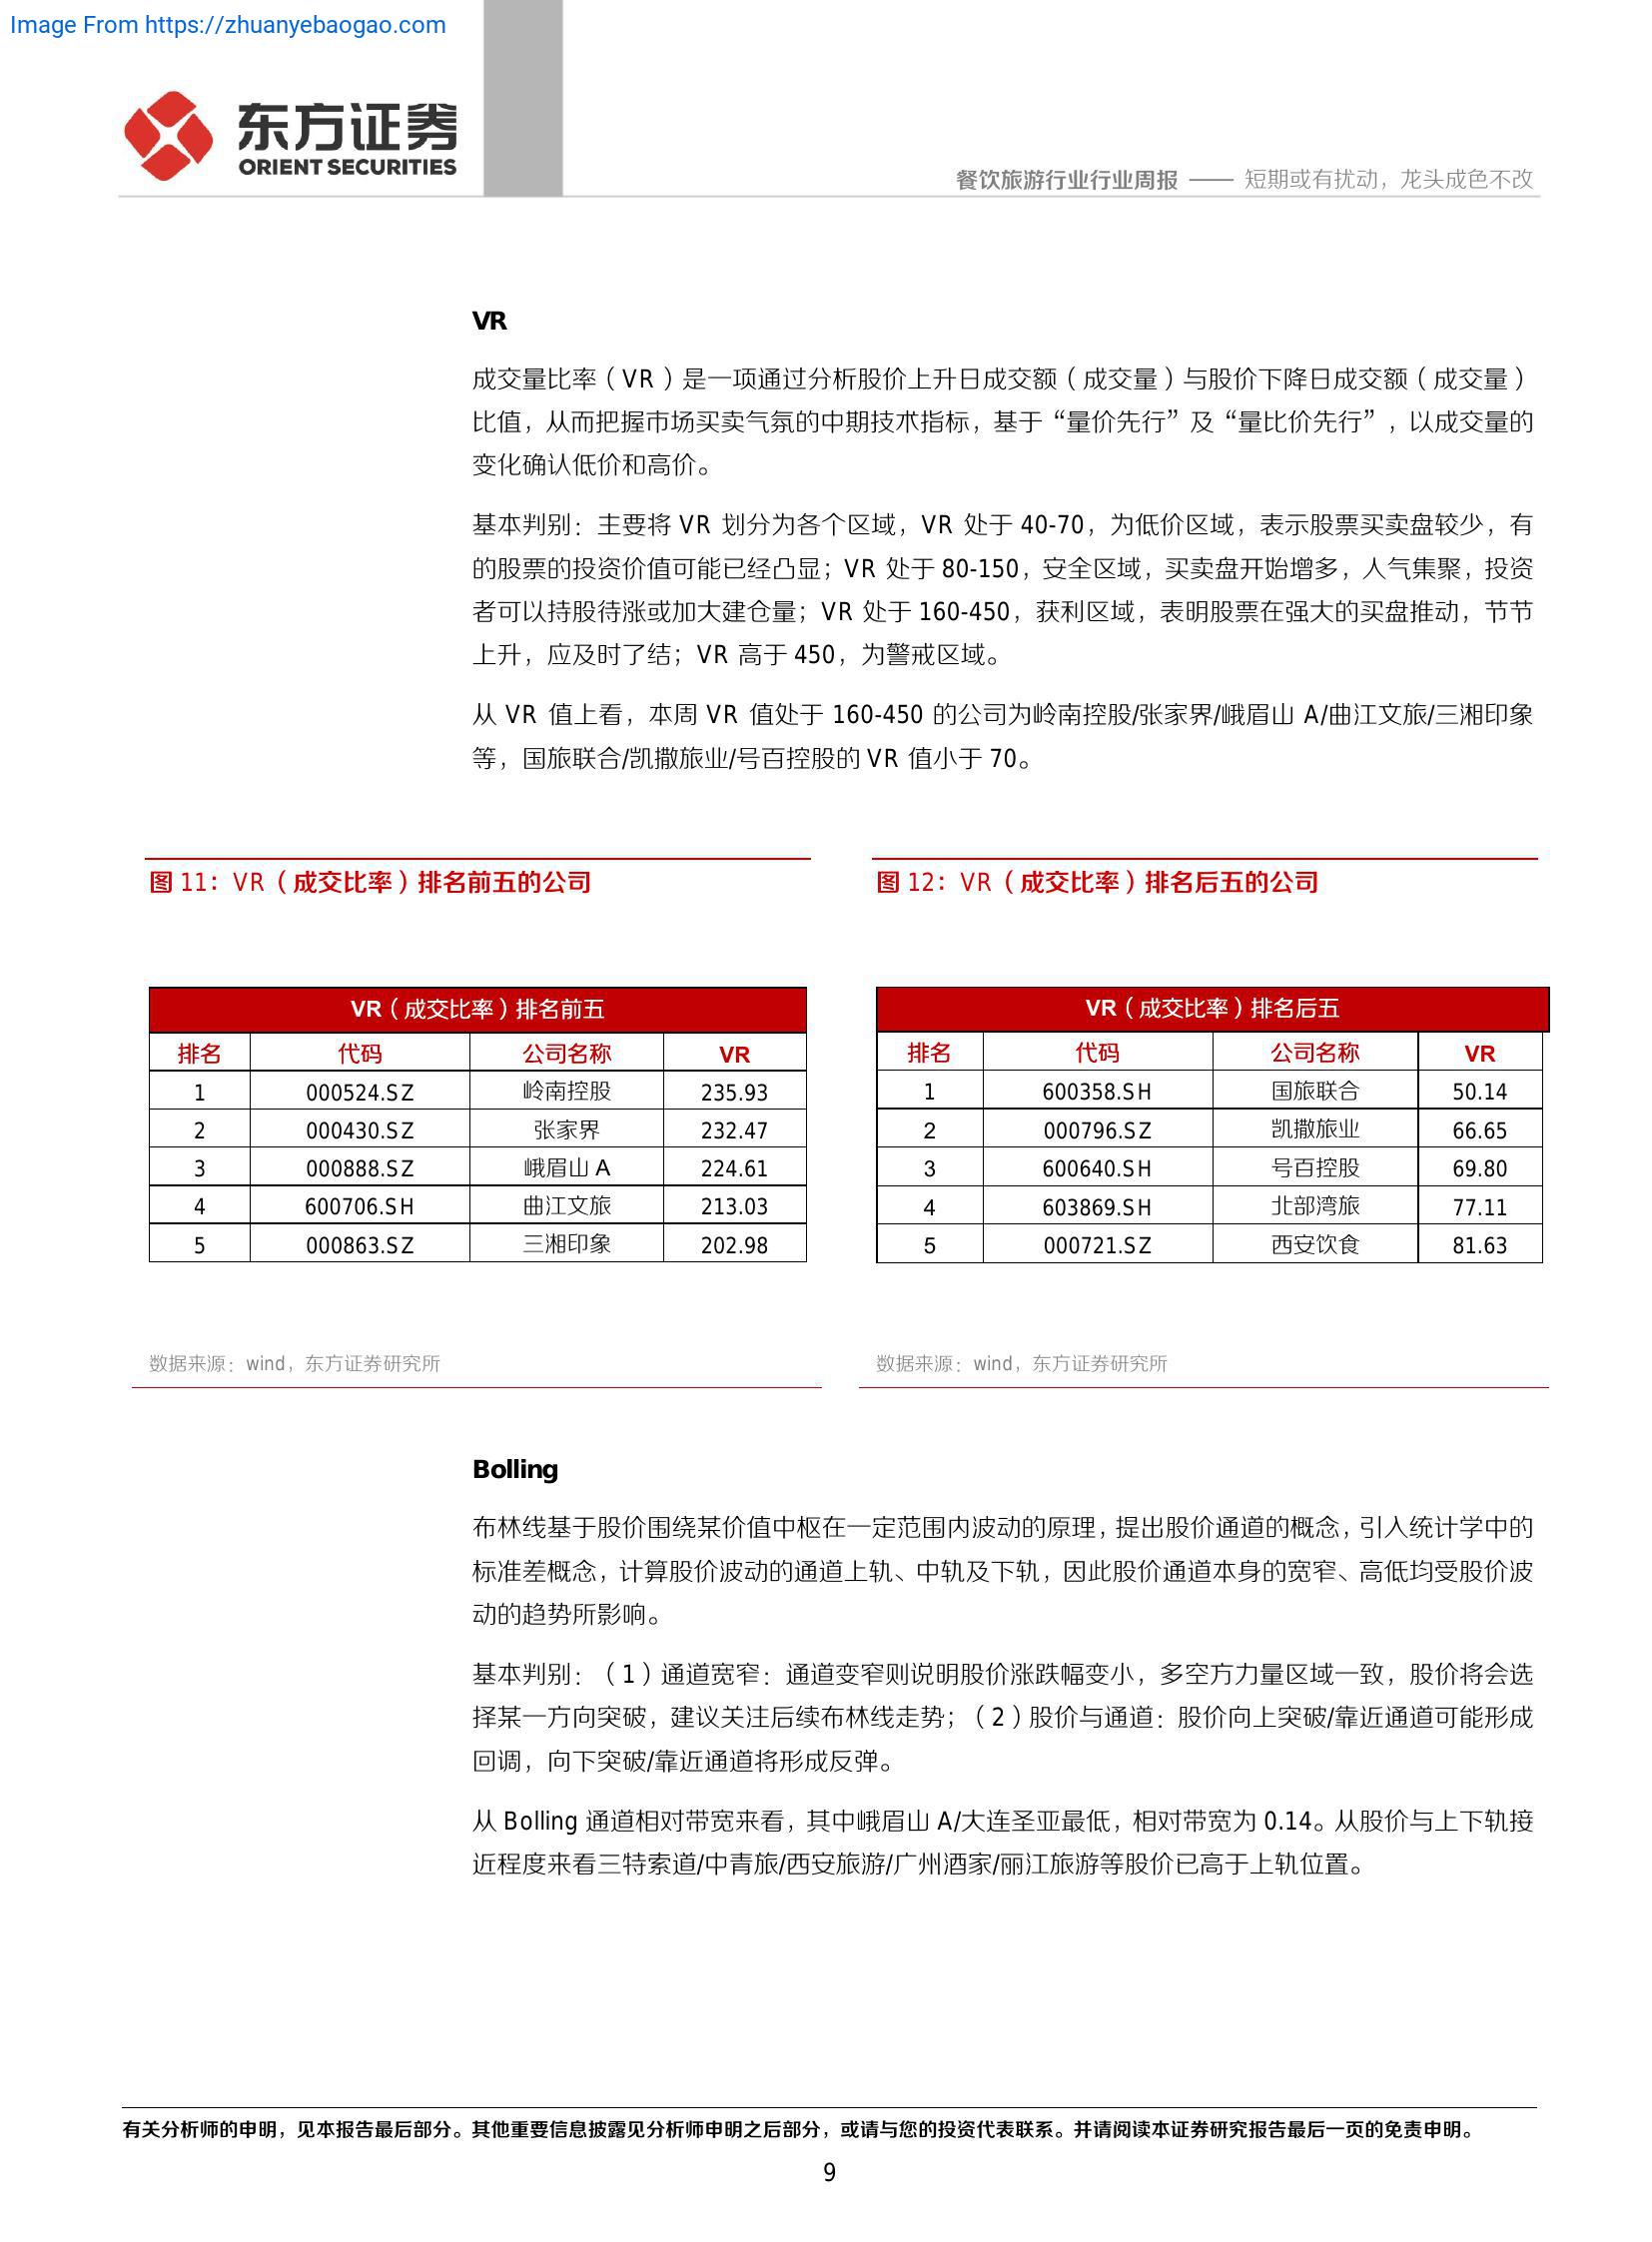 Image From https://zhuanyebaogao.com
东方证券
ORIENT SECURITIES
餐饮旅游行业行业周报 —— 短期或有扰动，龙头成色不改
VR
成交量比率（VR）是一项通过分析股价上升日成交额（成交量）与股价下降日成交额（成交量）
比值，从而把握市场买卖气氛的中期技术指标，基于“量价先行”及“量比价先行”，以成交量的
变化确认低价和高价。
基本判别：主要将 VR 划分为各个区域，VR 处于 40-70，为低价区域，表示股票买卖盘较少，有
的股票的投资价值可能已经凸显；VR 处于 80-150，安全区域，买卖盘开始增多，人气集聚，投资
者可以持股待涨或加大建仓量；VR 处于 160-450，获利区域，表明股票在强大的买盘推动，节节
上升，应及时了结；VR 高于 450，为警戒区域。
从 VR 值上看，本周 VR 值处于 160-450 的公司为岭南控股/张家界/峨眉山 A/曲江文旅/三湘印象
等，国旅联合/凯撒旅业/号百控股的 VR 值小于 70。
图 11：VR（成交比率）排名前五的公司
VR（成交比率）排名前五
排名 代码 公司名称 VR
1 000524.SZ 岭南控股 235.93
2 000430.SZ 张家界 232.47
3 000888.SZ 峨眉山 A 224.61
4 600706.SH 曲江文旅 213.03
5 000863.SZ 三湘印象 202.98
数据来源：wind，东方证券研究所
图 12：VR（成交比率）排名后五的公司
VR（成交比率）排名后五
排名 代码 公司名称 VR
1 600358.SH 国旅联合 50.14
2 000796.SZ 凯撒旅业 66.65
3 600640.SH 号百控股 69.80
4 603869.SH 北部湾旅 77.11
5 000721.SZ 西安饮食 81.63
数据来源：wind，东方证券研究所
Bolling
布林线基于股价围绕某价值中枢在一定范围内波动的原理，提出股价通道的概念，引入统计学中的
标准差概念，计算股价波动的通道上轨、中轨及下轨，因此股价通道本身的宽窄、高低均受股价波
动的趋势所影响。
基本判别：（1）通道宽窄：通道变窄则说明股价涨跌幅变小，多空方力量区域一致，股价将会选
择某一方向突破，建议关注后续布林线走势；（2）股价与通道：股价向上突破/靠近通道可能形成
回调，向下突破/靠近通道将形成反弹。
从 Bolling 通道相对带宽来看，其中峨眉山 A/大连圣亚最低，相对带宽为 0.14。从股价与上下轨接
近程度来看三特索道/中青旅/西安旅游/广州酒家/丽江旅游等股价已高于上轨位置。
有关分析师的申明，见本报告最后部分。其他重要信息披露见分析师申明之后部分，或请与您的投资代表联系。并请阅读本证券研究报告最后一页的免责申明。
9